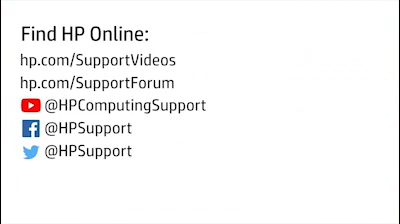 Find HP Online:
hp.com/SupportVideos
hp.com/SupportForum
@HPComputingSupport
@HPSupport
@HPSupport